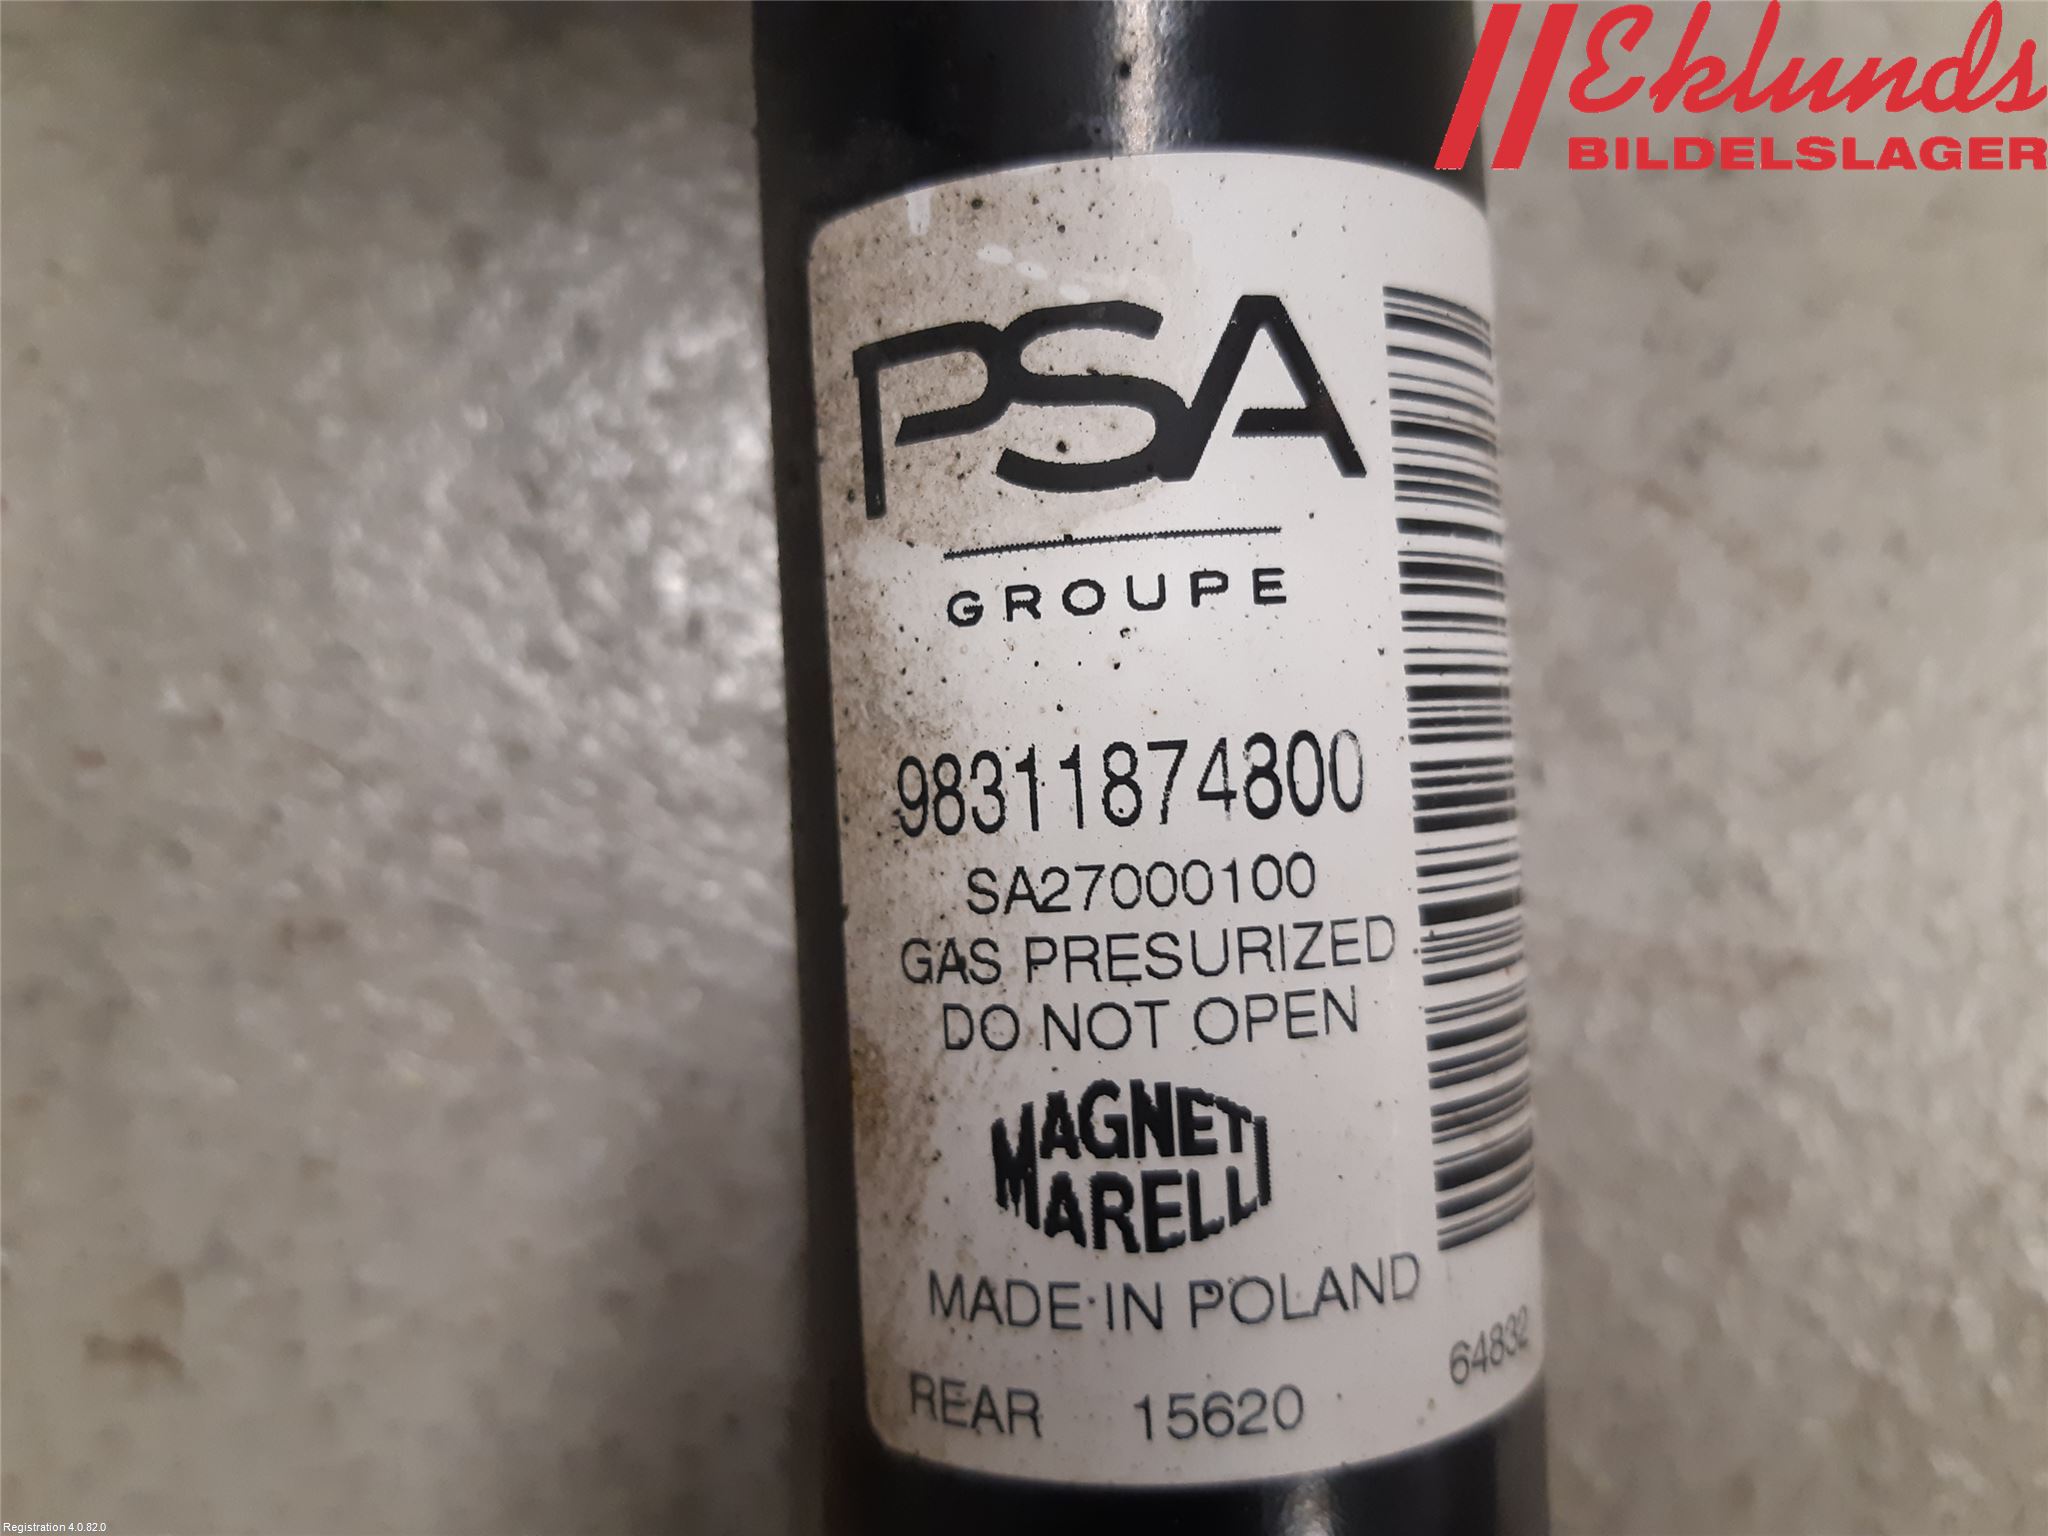 Eklunds
BILDELSLAGER
PSA
GROUPE
98311874800
SA27000100
GAS PRESURIZED
DO NOT OPEN
MAGNETI
MARELLI
MADE IN POLAND
64832
REAR 15620
Registration 4.0.82.0